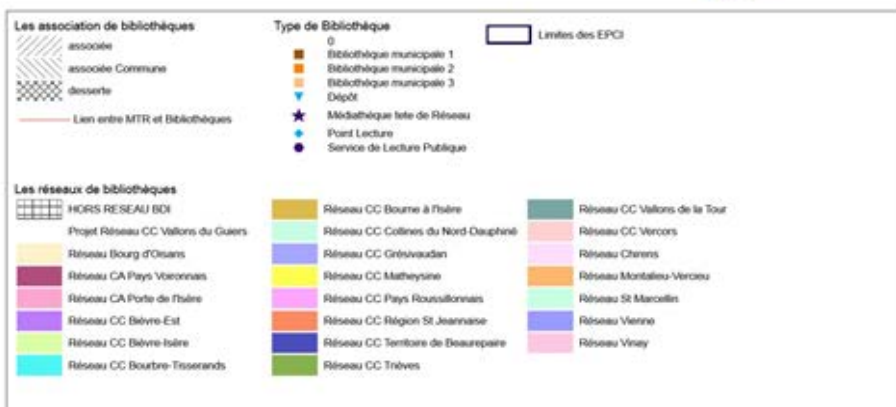 Les association de bibliothèques
associée
associée Commune
desserte
Lien entre MTR et Bibliothèques
Type de Bibliothèque
0
Bibliothèque municipale 1
Bibliothèque municipale 2
Bibliothèque municipale 3
Dépôt
Médiathèque tete de Réseau
Point Lecture
Service de Lecture Publique
Limites des EPCI
Les réseaux de bibliothèques
HORS RESEAU BDI
Projet Réseau CC Vallons du Guiers
Réseau Bourg d'Oisans
Réseau CA Pays Voironnais
Réseau CA Porte de l'Isère
Réseau CC Bièvre-Est
Réseau CC Bièvre-Isère
Réseau CC Bourbre-Tisserands
Réseau CC Bourne à l'Isère
Réseau CC Collines du Nord-Dauphiné
Réseau CC Grésivaudan
Réseau CC Matheysine
Réseau CC Pays Roussillonnais
Réseau CC Région St Jeannaise
Réseau CC Territoire de Beaurepaire
Réseau CC Trièves
Réseau CC Vallons de la Tour
Réseau CC Vercors
Réseau Chirens
Réseau Montalieu-Vercieu
Réseau St Marcellin
Réseau Vienne
Réseau Vinay